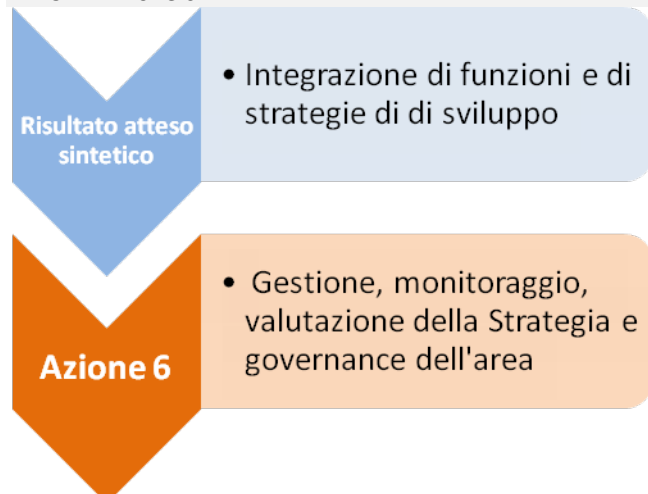 Risultato atteso
sintetico
• Integrazione di funzioni e di
strategie di di sviluppo
Azione 6
• Gestione, monitoraggio,
valutazione della Strategia e
governance dell'area